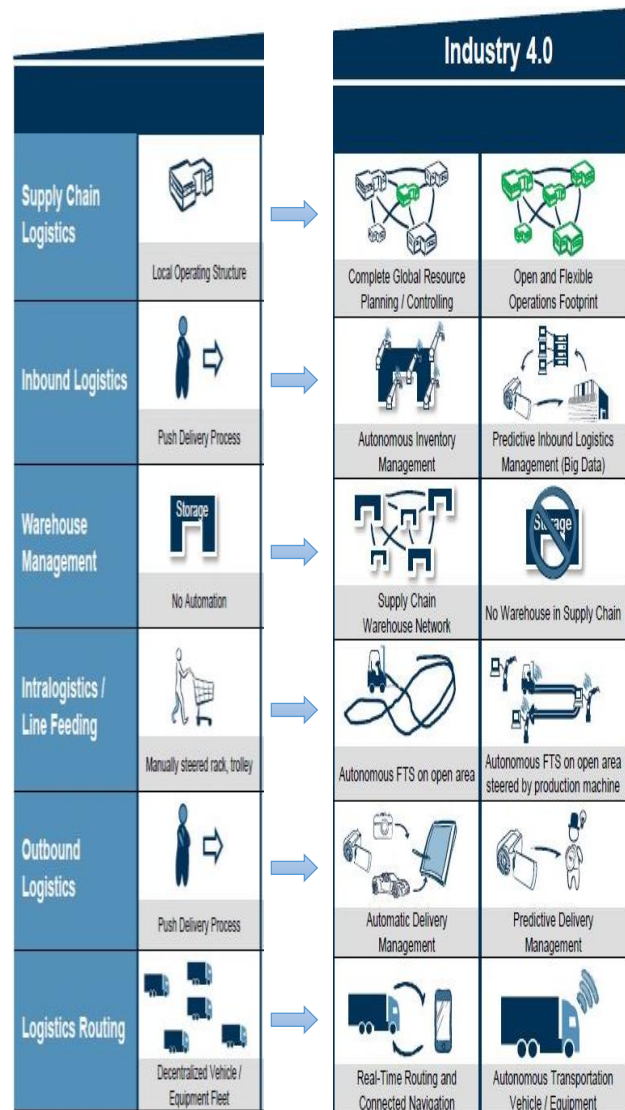 Industry 4.0
Supply Chain
Logistics
Local Operating Structure
Complete Global Resource
Planning / Controlling
Open and Flexible
Operations Footprint
Inbound Logistics
Push Delivery Process
Autonomous Inventory
Management
Predictive Inbound Logistics
Management (Big Data)
Warehouse
Management
Storage
No Automation
Supply Chain
Warehouse Network
Storage
No Warehouse in Supply Chain
Intralogistics /
Line Feeding
Manually steered rack, trolley
Autonomous FTS on open area
Autonomous FTS on open area
steered by production machine
Outbound
Logistics
Push Delivery Process
Automatic Delivery
Management
Predictive Delivery
Management
Logistics Routing
Decentralized Vehicle /
Equipment Fleet
Real-Time Routing and
Connected Navigation
Autonomous Transportation
Vehicle / Equipment